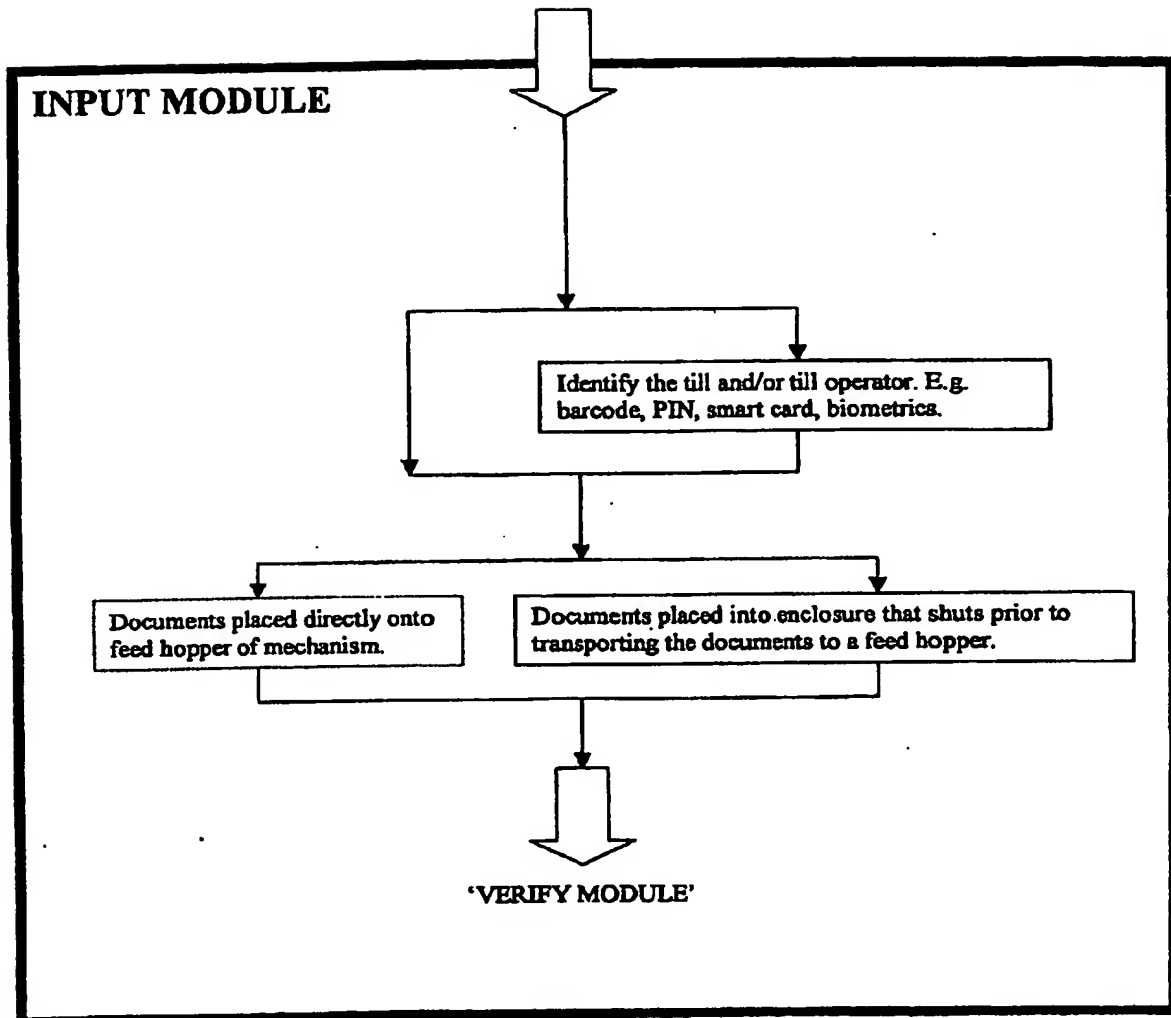 INPUT MODULE
Identify the till and/or till operator. E.g.
barcode, PIN, smart card, biometrics.
Documents placed directly onto
feed hopper of mechanism.
Documents placed into enclosure that shuts prior to
transporting the documents to a feed hopper.
‘VERIFY MODULE’